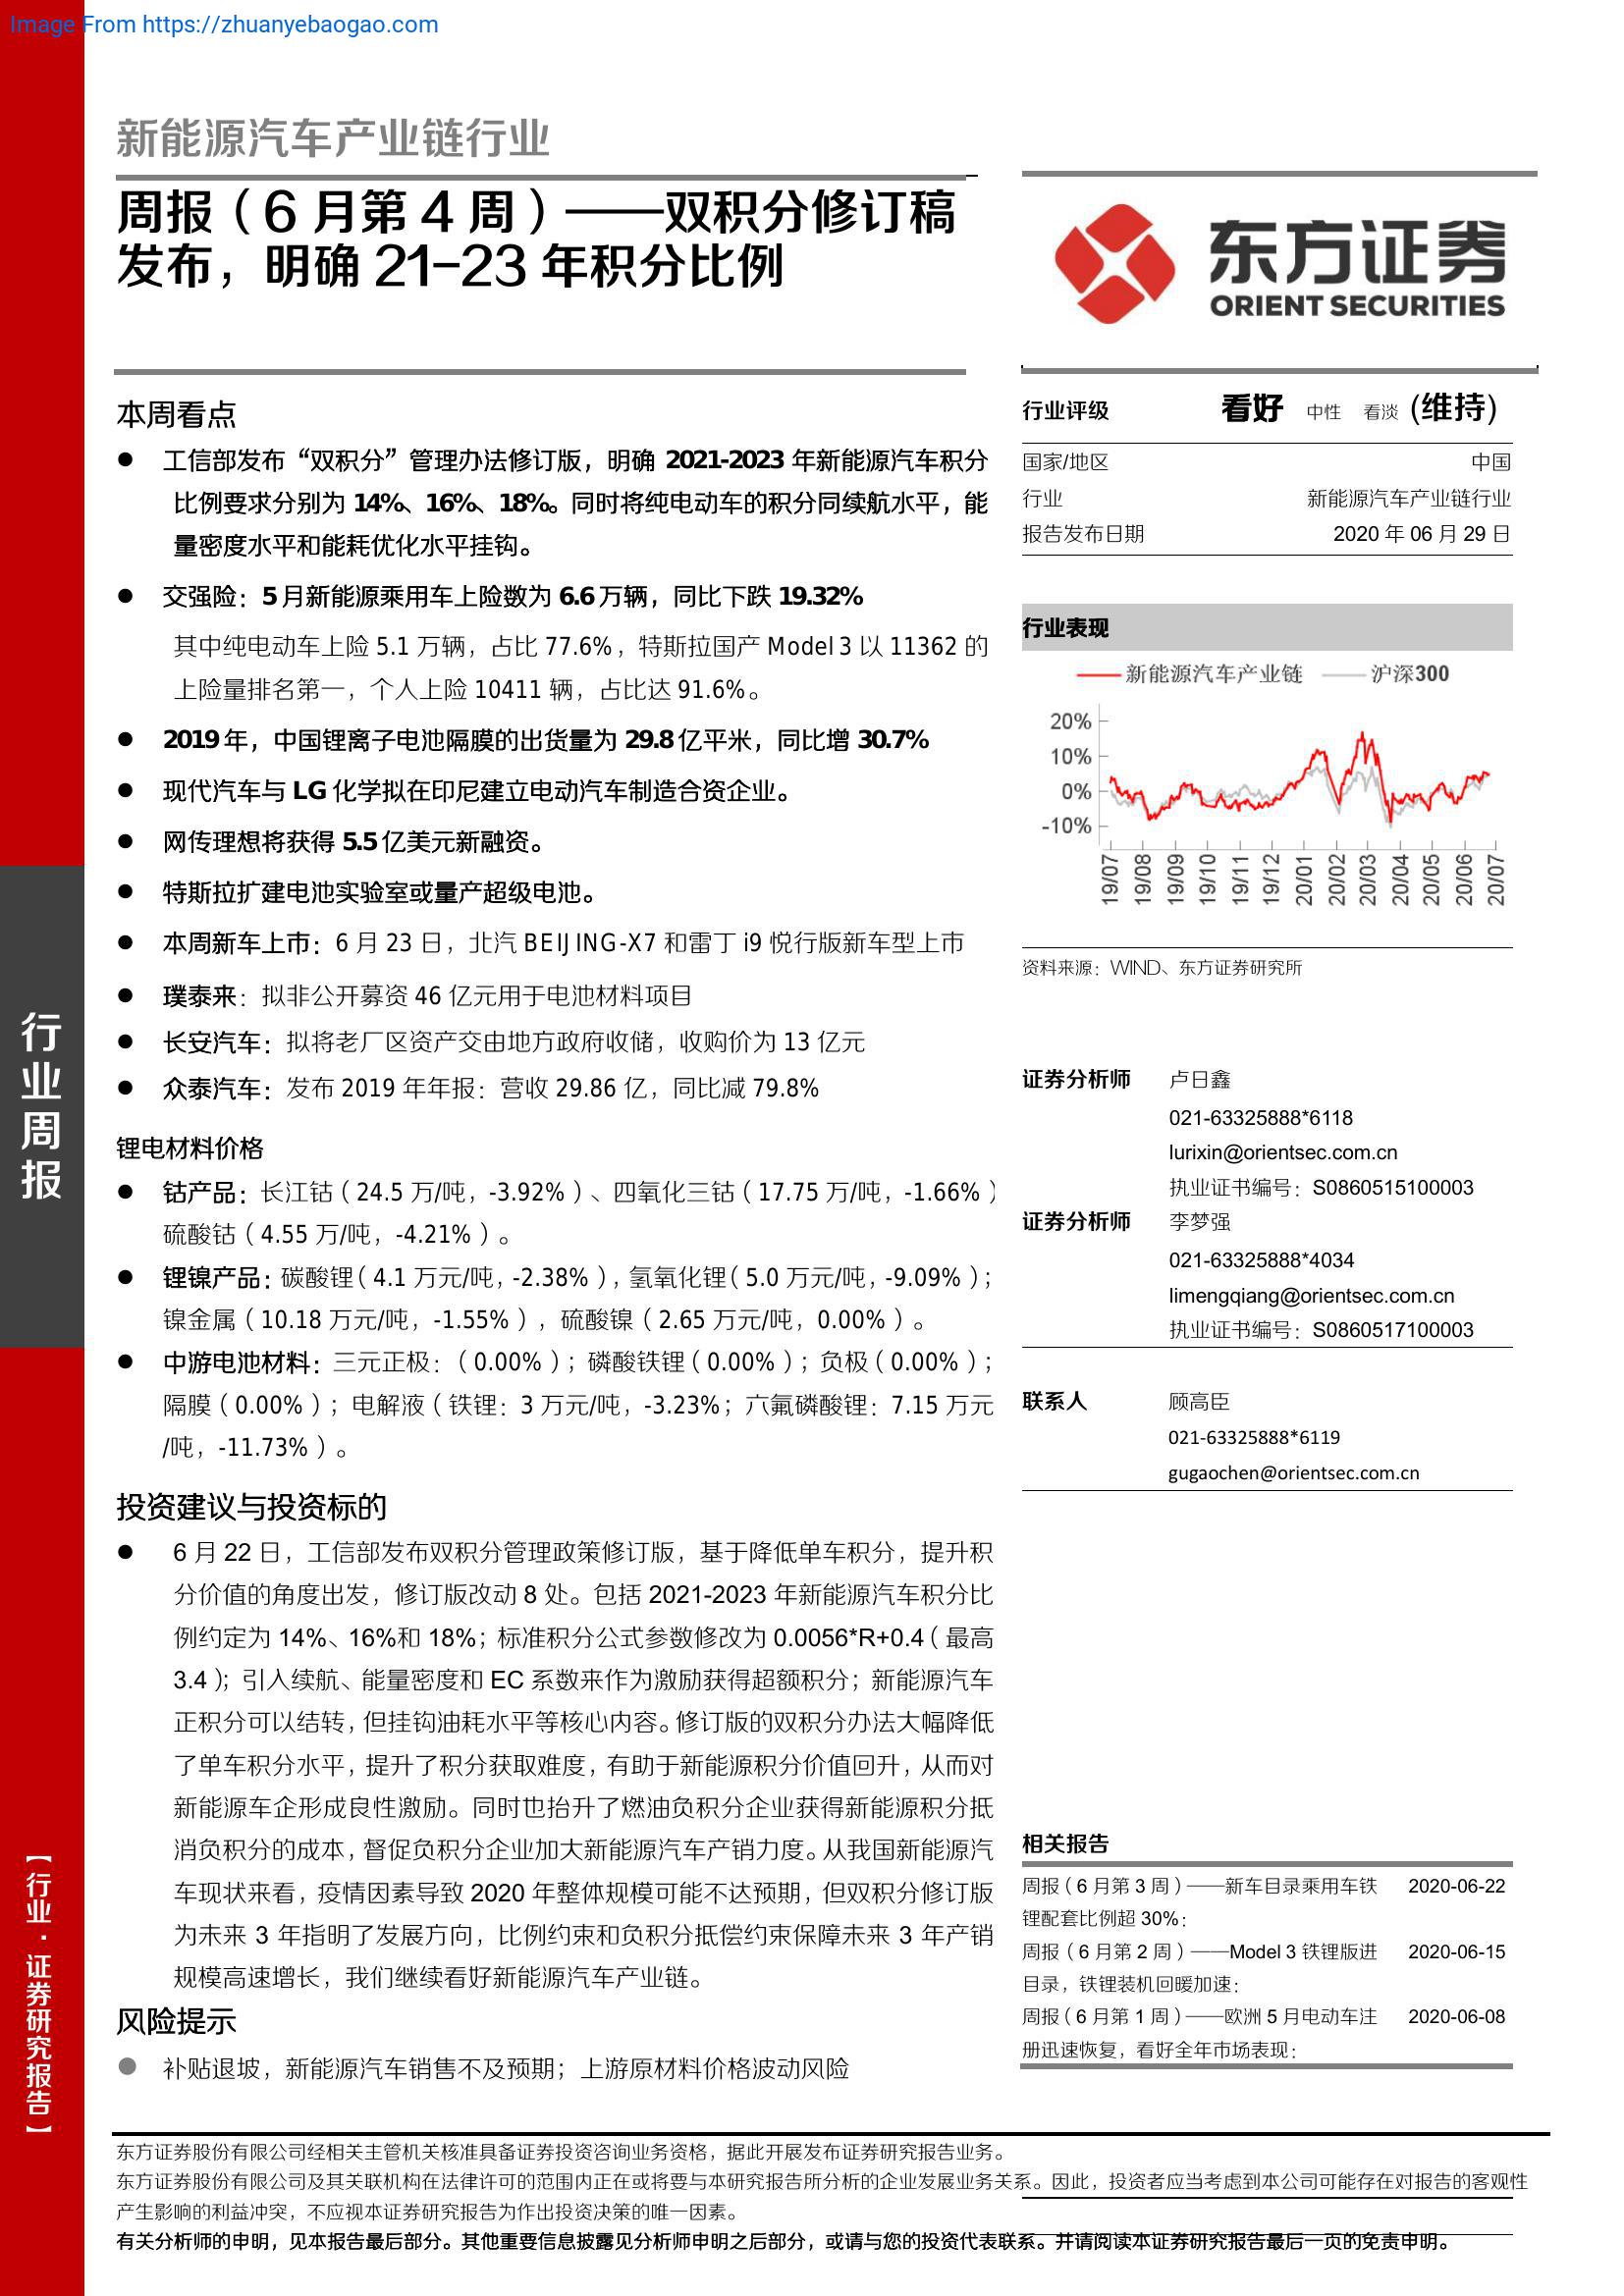 Image From https://zhuanyebaogao.com
新能源汽车产业链行业
周报（6 月第 4 周）——双积分修订稿
发布，明确 21-23 年积分比例
本周看点
● 工信部发布“双积分”管理办法修订版，明确 2021-2023 年新能源汽车积分
比例要求分别为 14%、16%、18%。同时将纯电动车的积分同续航水平，能
量密度水平和能耗优化水平挂钩。
● 交强险：5 月新能源乘用车上险数为 6.6 万辆，同比下跌 19.32%
其中纯电动车上险 5.1 万辆，占比 77.6%，特斯拉国产 Model 3 以 11362 的
上险量排名第一，个人上险 10411 辆，占比达 91.6%。
● 2019 年，中国锂离子电池隔膜的出货量为 29.8 亿平米，同比增 30.7%
● 现代汽车与 LG 化学拟在印尼建立电动汽车制造合资企业。
● 网传理想将获得 5.5 亿美元新融资。
● 特斯拉扩建电池实验室或量产超级电池。
● 本周新车上市：6 月 23 日，北汽 BEIJING-X7 和雷丁 i9 悦行版新车型上市
● 璞泰来：拟非公开募资 46 亿元用于电池材料项目
● 长安汽车：拟将老厂区资产交由地方政府收储，收购价为 13 亿元
● 众泰汽车：发布 2019 年年报：营收 29.86 亿，同比减 79.8%
锂电材料价格
● 钴产品：长江钴（24.5 万/吨，-3.92%）、四氧化三钴（17.75 万/吨，-1.66%）
硫酸钴（4.55 万/吨，-4.21%）。
● 锂镍产品：碳酸锂（4.1 万元/吨，-2.38%），氢氧化锂（5.0 万元/吨，-9.09%）；
镍金属（10.18 万元/吨，-1.55%），硫酸镍（2.65 万元/吨，0.00%）。
● 中游电池材料：三元正极：（0.00%）；磷酸铁锂（0.00%）；负极（0.00%）；
隔膜（0.00%）；电解液（铁锂：3 万元/吨，-3.23%；六氟磷酸锂：7.15 万元
/吨，-11.73%）。
投资建议与投资标的
● 6 月 22 日，工信部发布双积分管理政策修订版，基于降低单车积分，提升积
分价值的角度出发，修订版改动 8 处。包括 2021-2023 年新能源汽车积分比
例约定为 14%、16%和 18%；标准积分公式参数修改为 0.0056*R+0.4（最高
3.4）；引入续航、能量密度和 EC 系数来作为激励获得超额积分；新能源汽车
正积分可以结转，但挂钩油耗水平等核心内容。修订版的双积分办法大幅降低
了单车积分水平，提升了积分获取难度，有助于新能源积分价值回升，从而对
新能源车企形成良性激励。同时也抬升了燃油负积分企业获得新能源积分抵
消负积分的成本，督促负积分企业加大新能源汽车产销力度。从我国新能源汽
车现状来看，疫情因素导致 2020 年整体规模可能不达预期，但双积分修订版
为未来 3 年指明了发展方向，比例约束和负积分抵偿约束保障未来 3 年产销
规模高速增长，我们继续看好新能源汽车产业链。
风险提示
● 补贴退坡，新能源汽车销售不及预期；上游原材料价格波动风险
东方证券
ORIENT SECURITIES
行业评级 看好 中性 看淡 (维持)
国家/地区 中国
行业 新能源汽车产业链行业
报告发布日期 2020 年 06 月 29 日
行业表现
新能源汽车产业链 沪深300
20%
10%
0%
-10%
19/07 19/08 19/09 19/10 19/11 19/12 20/01 20/02 20/03 20/04 20/05 20/06 20/07
资料来源：WIND、东方证券研究所
证券分析师 卢日鑫
021-63325888*6118
lurixin@orientsec.com.cn
执业证书编号：S0860515100003
证券分析师 李梦强
021-63325888*4034
limengqiang@orientsec.com.cn
执业证书编号：S0860517100003
联系人 顾高臣
021-63325888*6119
gugaochen@orientsec.com.cn
相关报告
周报（6 月第 3 周）——新车目录乘用车铁 2020-06-22
锂配套比例超 30%：
周报（6 月第 2 周）——Model 3 铁锂版进 2020-06-15
目录，铁锂装机回暖加速：
周报（6 月第 1 周）——欧洲 5 月电动车注 2020-06-08
册迅速恢复，看好全年市场表现：
行业周报
【行业·证券研究报告】
东方证券股份有限公司经相关主管机关核准具备证券投资咨询业务资格，据此开展发布证券研究报告业务。
东方证券股份有限公司及其关联机构在法律许可的范围内正在或将要与本研究报告所分析的企业发展业务关系。因此，投资者应当考虑到本公司可能存在对报告的客观性
产生影响的利益冲突，不应视本证券研究报告为作出投资决策的唯一因素。
有关分析师的申明，见本报告最后部分。其他重要信息披露见分析师申明之后部分，或请与您的投资代表联系。并请阅读本证券研究报告最后一页的免责申明。